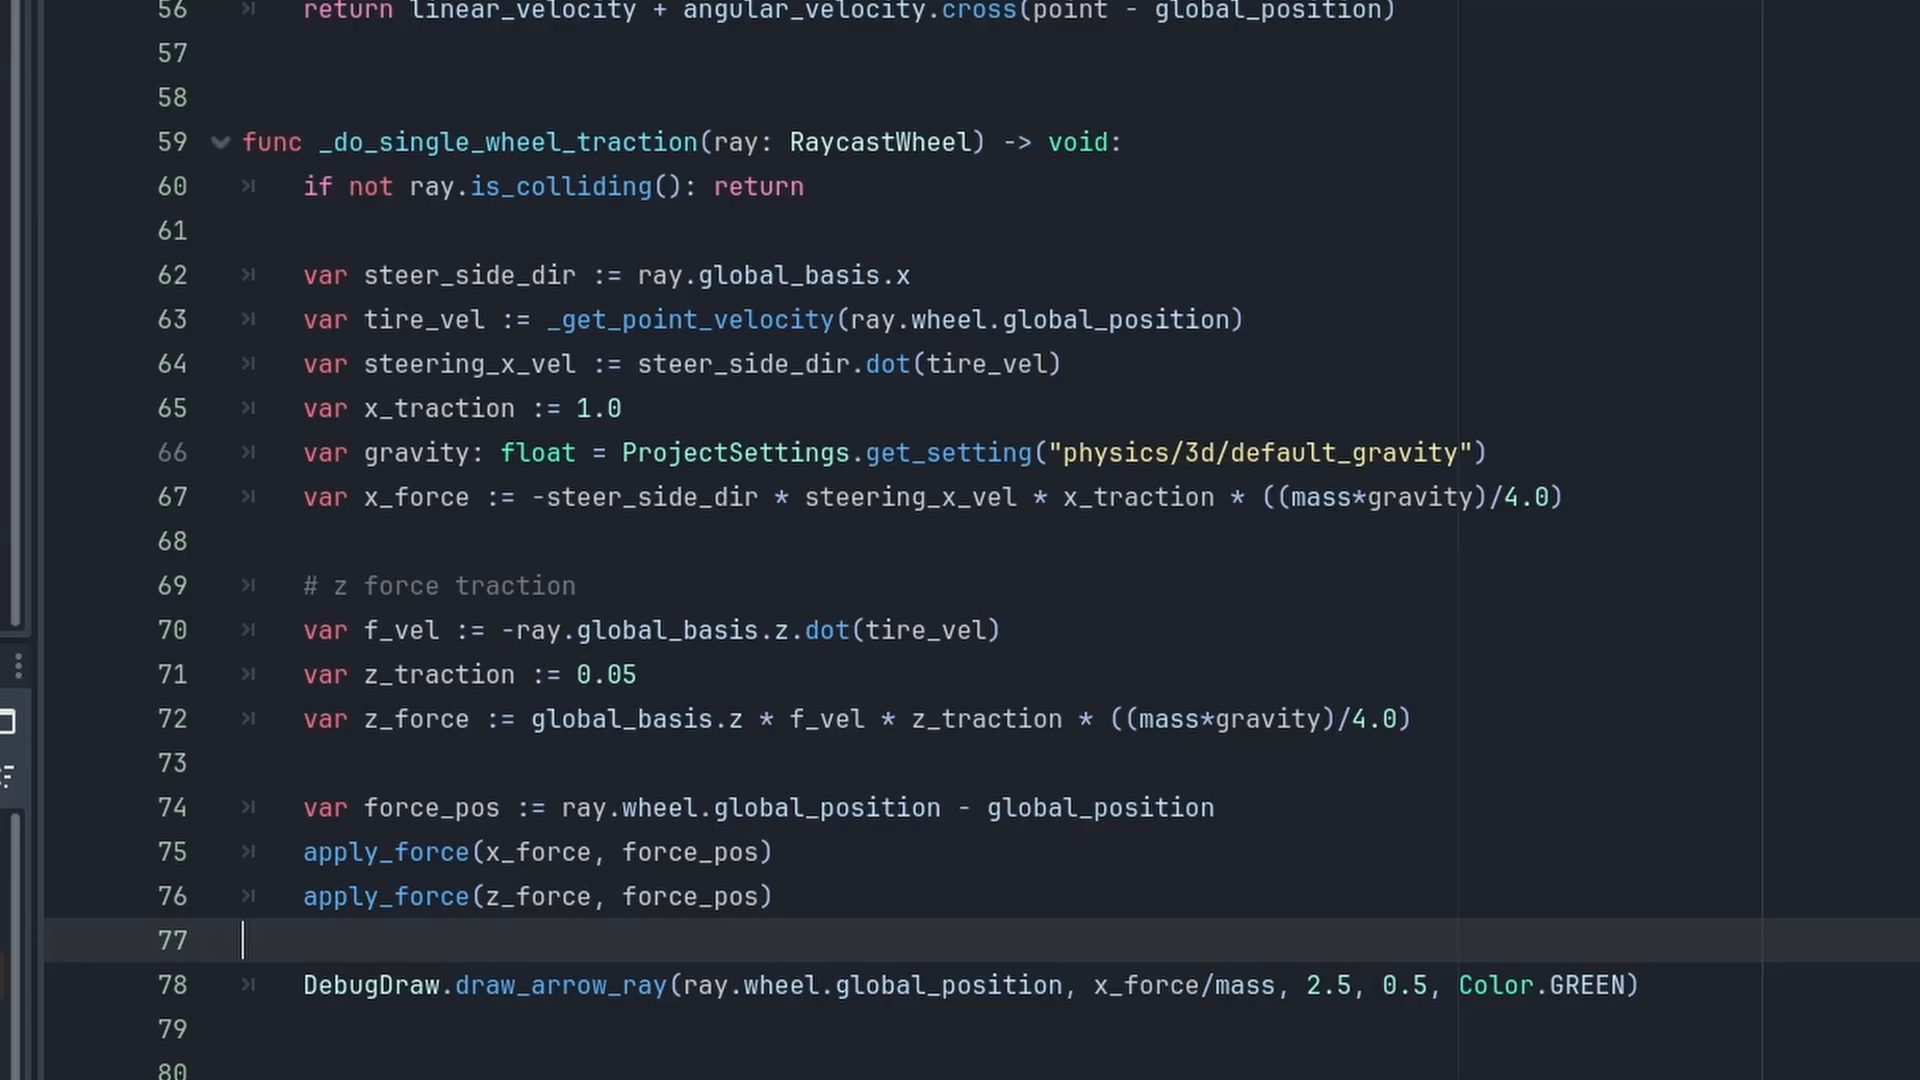 56 return linear_velocity + angular_velocity.cross(point - global_position)
57
58
59 func _do_single_wheel_traction(ray: RaycastWheel) -> void:
60 if not ray.is_colliding(): return
61
62 var steer_side_dir := ray.global_basis.x
63 var tire_vel := _get_point_velocity(ray.wheel.global_position)
64 var steering_x_vel := steer_side_dir.dot(tire_vel)
65 var x_traction := 1.0
66 var gravity: float = ProjectSettings.get_setting("physics/3d/default_gravity")
67 var x_force := -steer_side_dir * steering_x_vel * x_traction * ((mass*gravity)/4.0)
68
69 # z force traction
70 var f_vel := -ray.global_basis.z.dot(tire_vel)
71 var z_traction := 0.05
72 var z_force := global_basis.z * f_vel * z_traction * ((mass*gravity)/4.0)
73
74 var force_pos := ray.wheel.global_position - global_position
75 apply_force(x_force, force_pos)
76 apply_force(z_force, force_pos)
77
78 DebugDraw.draw_arrow_ray(ray.wheel.global_position, x_force/mass, 2.5, 0.5, Color.GREEN)
79
80